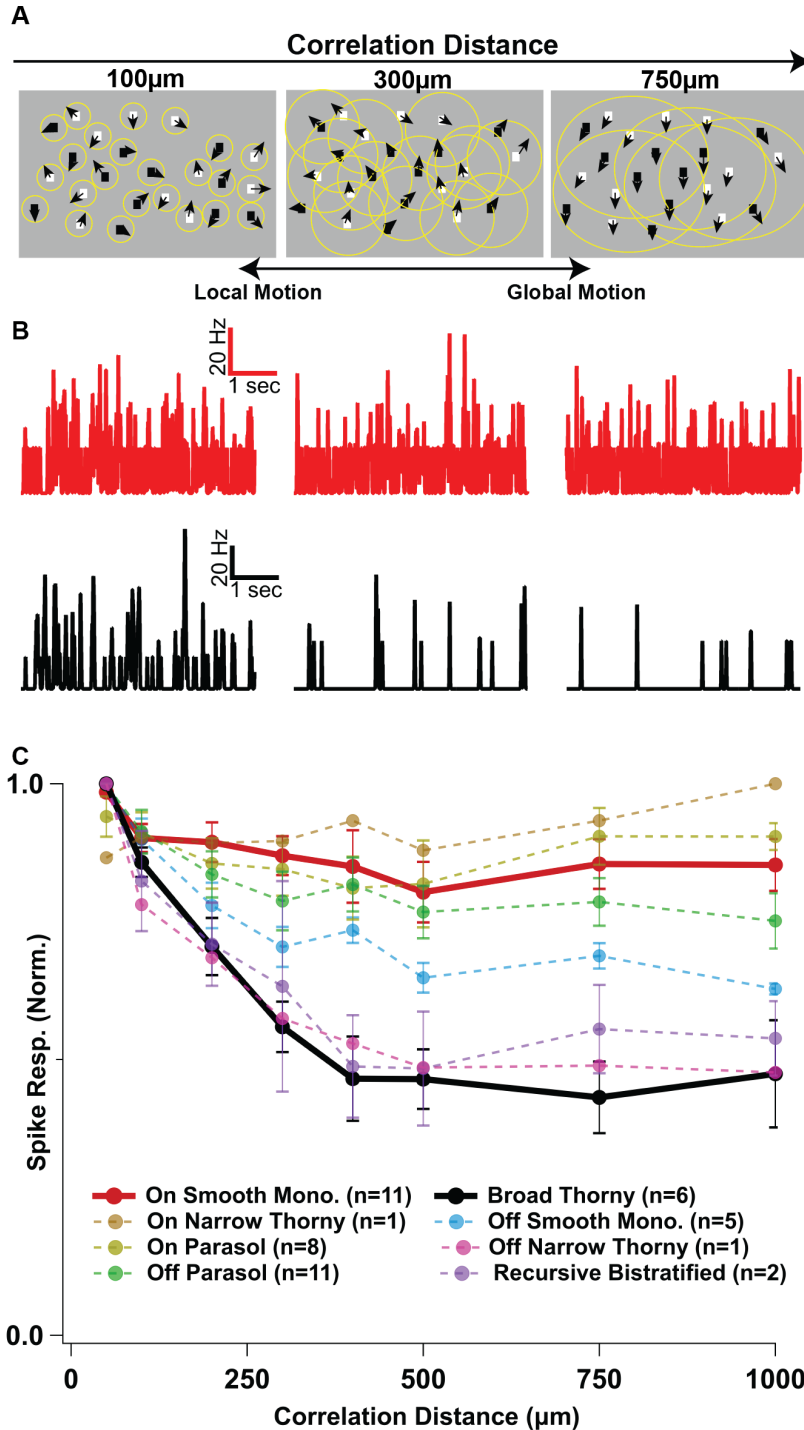 A
Correlation Distance
100µm 300µm 750µm
Local Motion Global Motion
B
20 Hz
1 sec
20 Hz
1 sec
C
1.0
0.0
Spike Resp. (Norm.)
On Smooth Mono. (n=11) Broad Thorny (n=6)
On Narrow Thorny (n=1) Off Smooth Mono. (n=5)
On Parasol (n=8) Off Narrow Thorny (n=1)
Off Parasol (n=11) Recursive Bistratified (n=2)
0 250 500 750 1000
Correlation Distance (µm)